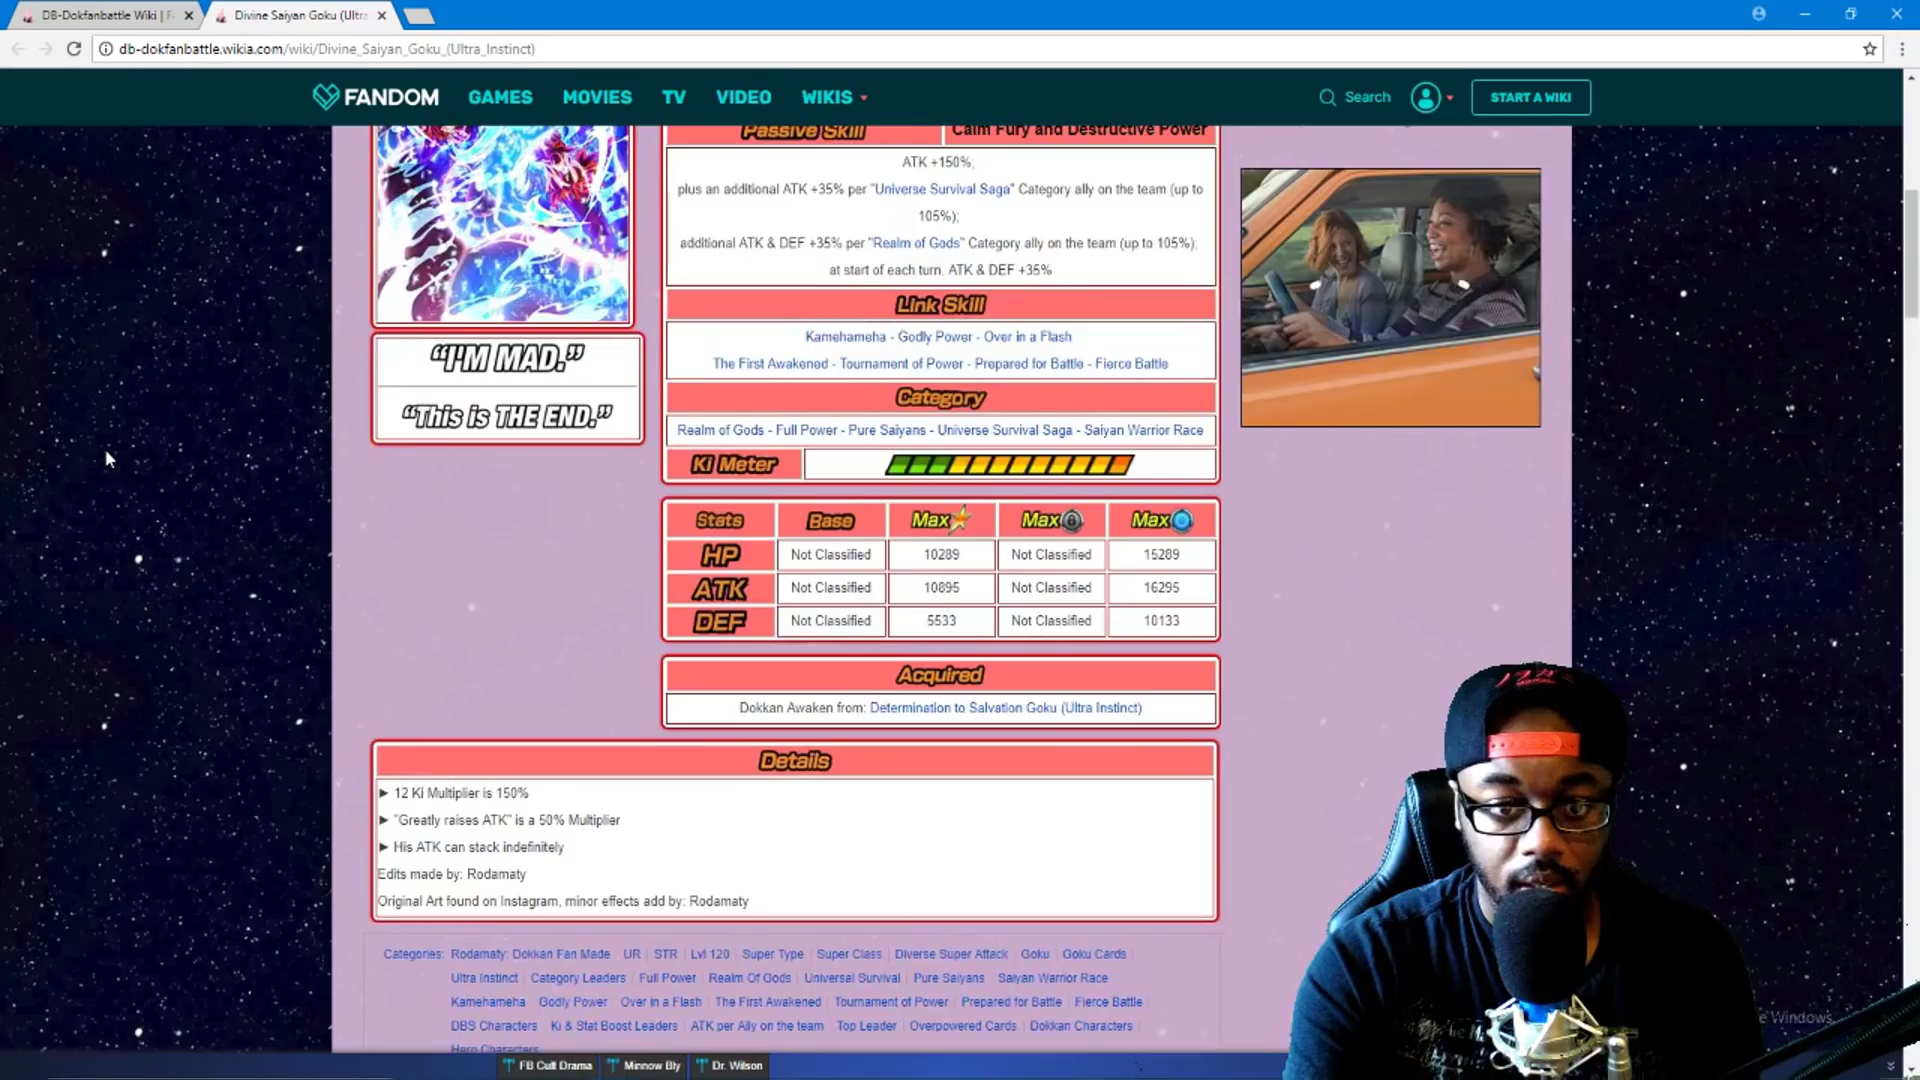 DB-Dokfanbattle Wiki | F
Divine Saiyan Goku (Ultra
db-dokfanbattle.wikia.com/wiki/Divine_Saiyan_Goku_(Ultra_Instinct)
FANDOM GAMES MOVIES TV VIDEO WIKIS Search START A WIKI
Passive Skill Calm Fury and Destructive Power
ATK +150%;
plus an additional ATK +35% per "Universe Survival Saga" Category ally on the team (up to
105%);
additional ATK & DEF +35% per "Realm of Gods" Category ally on the team (up to 105%);
at start of each turn, ATK & DEF +35%
Link Skill
Kamehameha - Godly Power - Over in a Flash
The First Awakened - Tournament of Power - Prepared for Battle - Fierce Battle
"I'M MAD."
"This is THE END."
Category
Realm of Gods - Full Power - Pure Saiyans - Universe Survival Saga - Saiyan Warrior Race
Ki Meter
Stats Base Max Max Max
HP Not Classified 10289 Not Classified 15289
ATK Not Classified 10895 Not Classified 16295
DEF Not Classified 5533 Not Classified 10133
Acquired
Dokkan Awaken from: Determination to Salvation Goku (Ultra Instinct)
Details
► 12 Ki Multiplier is 150%
► "Greatly raises ATK" is a 50% Multiplier
► His ATK can stack indefinitely
Edits made by: Rodamaty
Original Art found on Instagram, minor effects add by: Rodamaty
Categories: Rodamaty: Dokkan Fan Made UR STR Lvl 120 Super Type Super Class Diverse Super Attack Goku Goku Cards
Ultra Instinct Category Leaders Full Power Realm Of Gods Universal Survival Pure Saiyans Saiyan Warrior Race
Kamehameha Godly Power Over in a Flash The First Awakened Tournament of Power Prepared for Battle Fierce Battle
DBS Characters Ki & Stat Boost Leaders ATK per Ally on the team Top Leader Overpowered Cards Dokkan Characters
Hero Characters
e Windows.
FB Cult Drama Minnow Bly Dr. Wilson